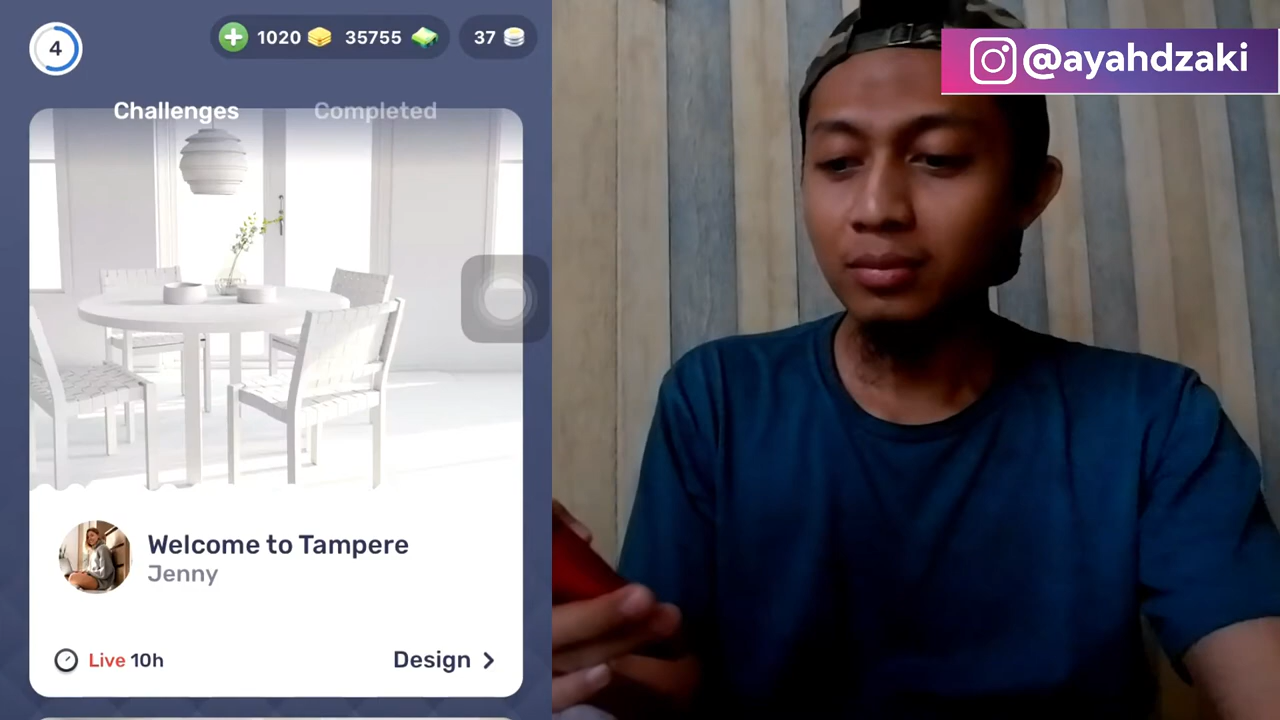 4
1020 35755 37
Challenges Completed
Welcome to Tampere
Jenny
Live 10h Design
@ayahdzaki